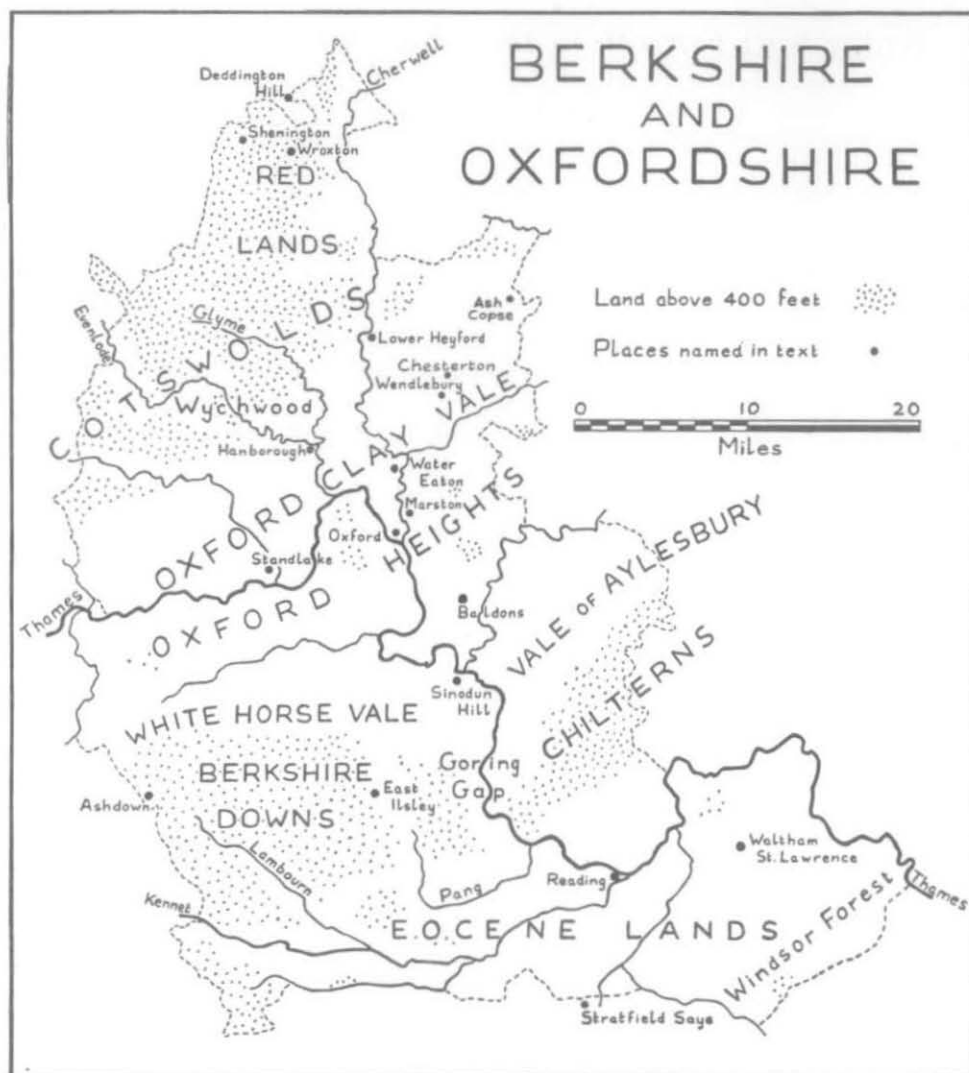 BERKSHIRE
AND
OXFORDSHIRE
Land above 400 feet
Places named in text
0 10 20
Miles
Deddington
Hill
Cherwell
Shenington
Wroxton
RED
LANDS
COTSWOLDS
Ash
Copse
Glyme
Evenlode
Lower Heyford
Chesterton
Wendlebury
Wychwood
Hanborough
OXFORD CLAY VALE
Water
Eaton
Marston
Oxford
Standlake
OXFORD HEIGHTS
Thames
Baldons
VALE OF AYLESBURY
Sinodun
Hill
CHILTERNS
WHITE HORSE VALE
BERKSHIRE
DOWNS
Goring
Gap
East
Ilsley
Ashdown
Lambourn
Pang
Kennet
Reading
Waltham
St. Lawrence
Thames
EOCENE LANDS
Windsor Forest
Stratfield Saye